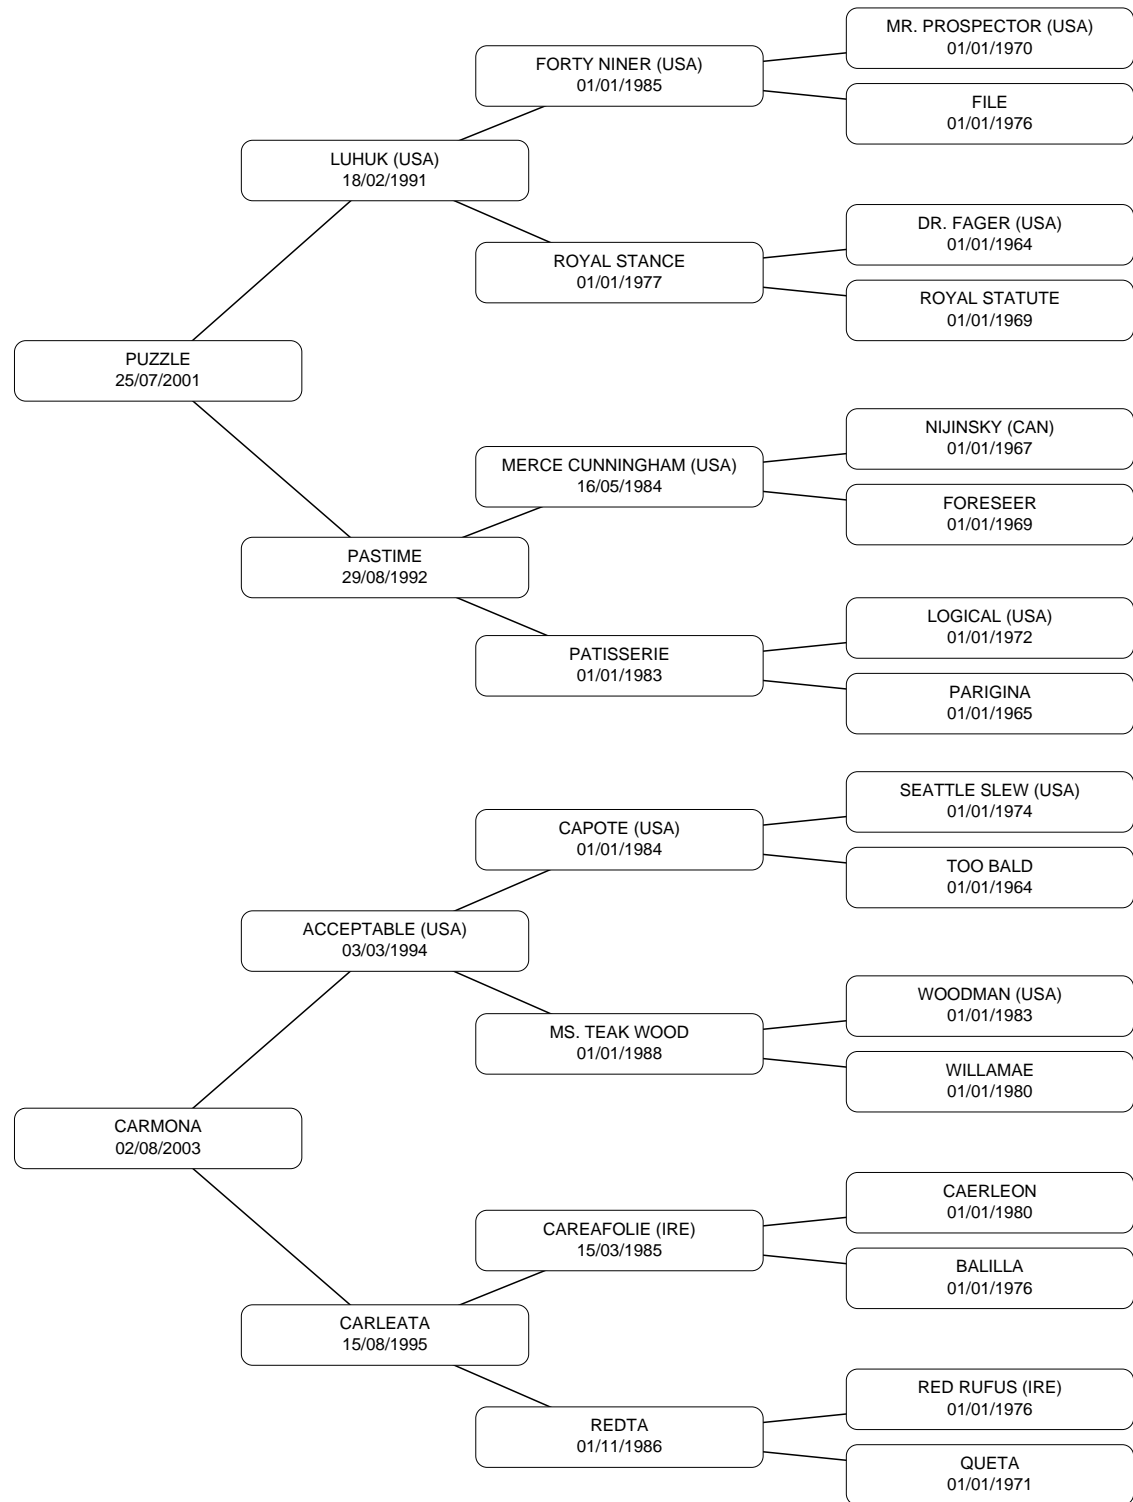 MR. PROSPECTOR (USA)
01/01/1970
FORTY NINER (USA)
01/01/1985
FILE
01/01/1976
LUHUK (USA)
18/02/1991
DR. FAGER (USA)
01/01/1964
ROYAL STANCE
01/01/1977
ROYAL STATUTE
01/01/1969
PUZZLE
25/07/2001
NIJINSKY (CAN)
01/01/1967
MERCE CUNNINGHAM (USA)
16/05/1984
FORESEER
01/01/1969
PASTIME
29/08/1992
LOGICAL (USA)
01/01/1972
PATISSERIE
01/01/1983
PARIGINA
01/01/1965
SEATTLE SLEW (USA)
01/01/1974
CAPOTE (USA)
01/01/1984
TOO BALD
01/01/1964
ACCEPTABLE (USA)
03/03/1994
WOODMAN (USA)
01/01/1983
MS. TEAK WOOD
01/01/1988
WILLAMAE
01/01/1980
CARMONA
02/08/2003
CAERLEON
01/01/1980
CAREAFOLIE (IRE)
15/03/1985
BALILLA
01/01/1976
CARLEATA
15/08/1995
RED RUFUS (IRE)
01/01/1976
REDTA
01/11/1986
QUETA
01/01/1971